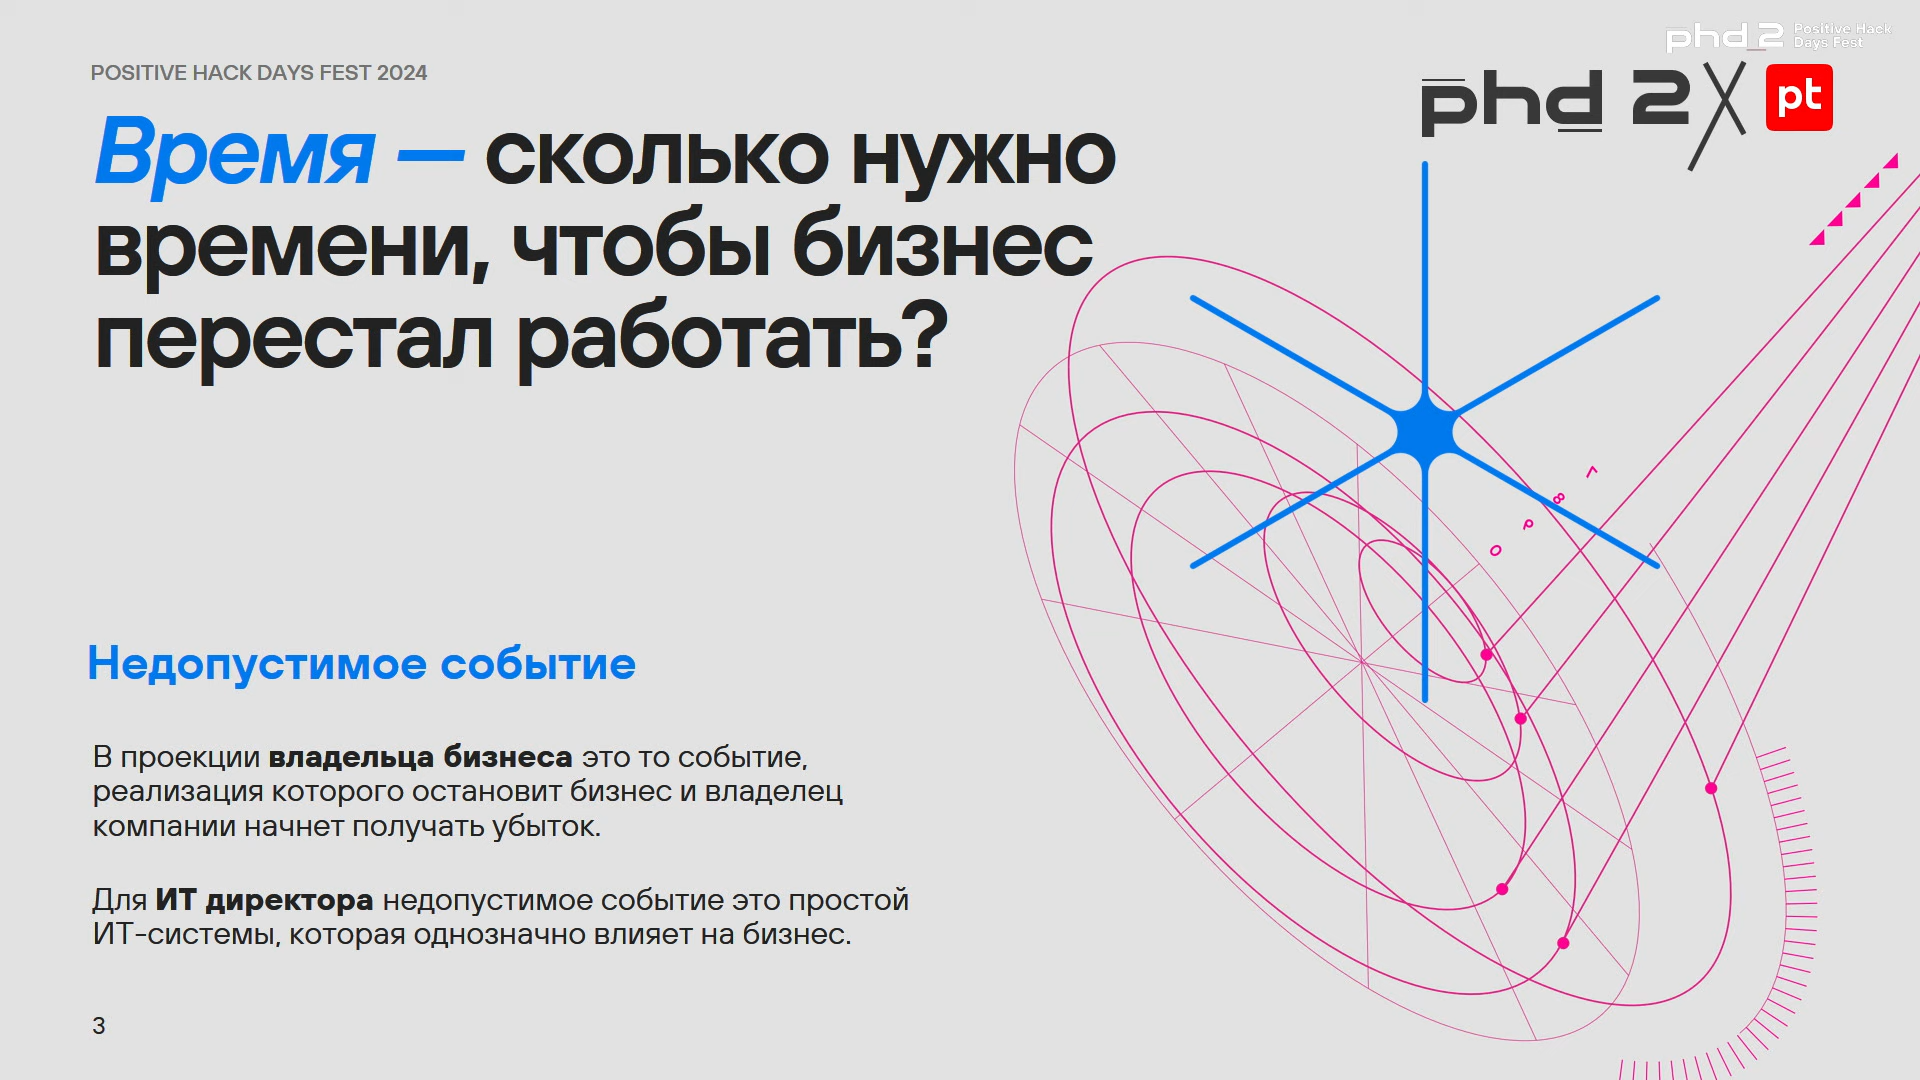 phd_2 Positive Hack
Days Fest
POSITIVE HACK DAYS FEST 2024
phd 2 pt
Время — сколько нужно
времени, чтобы бизнес
перестал работать?
Недопустимое событие
В проекции владельца бизнеса это то событие,
реализация которого остановит бизнес и владелец
компании начнет получать убыток.
Для ИТ директора недопустимое событие это простой
ИТ-системы, которая однозначно влияет на бизнес.
3